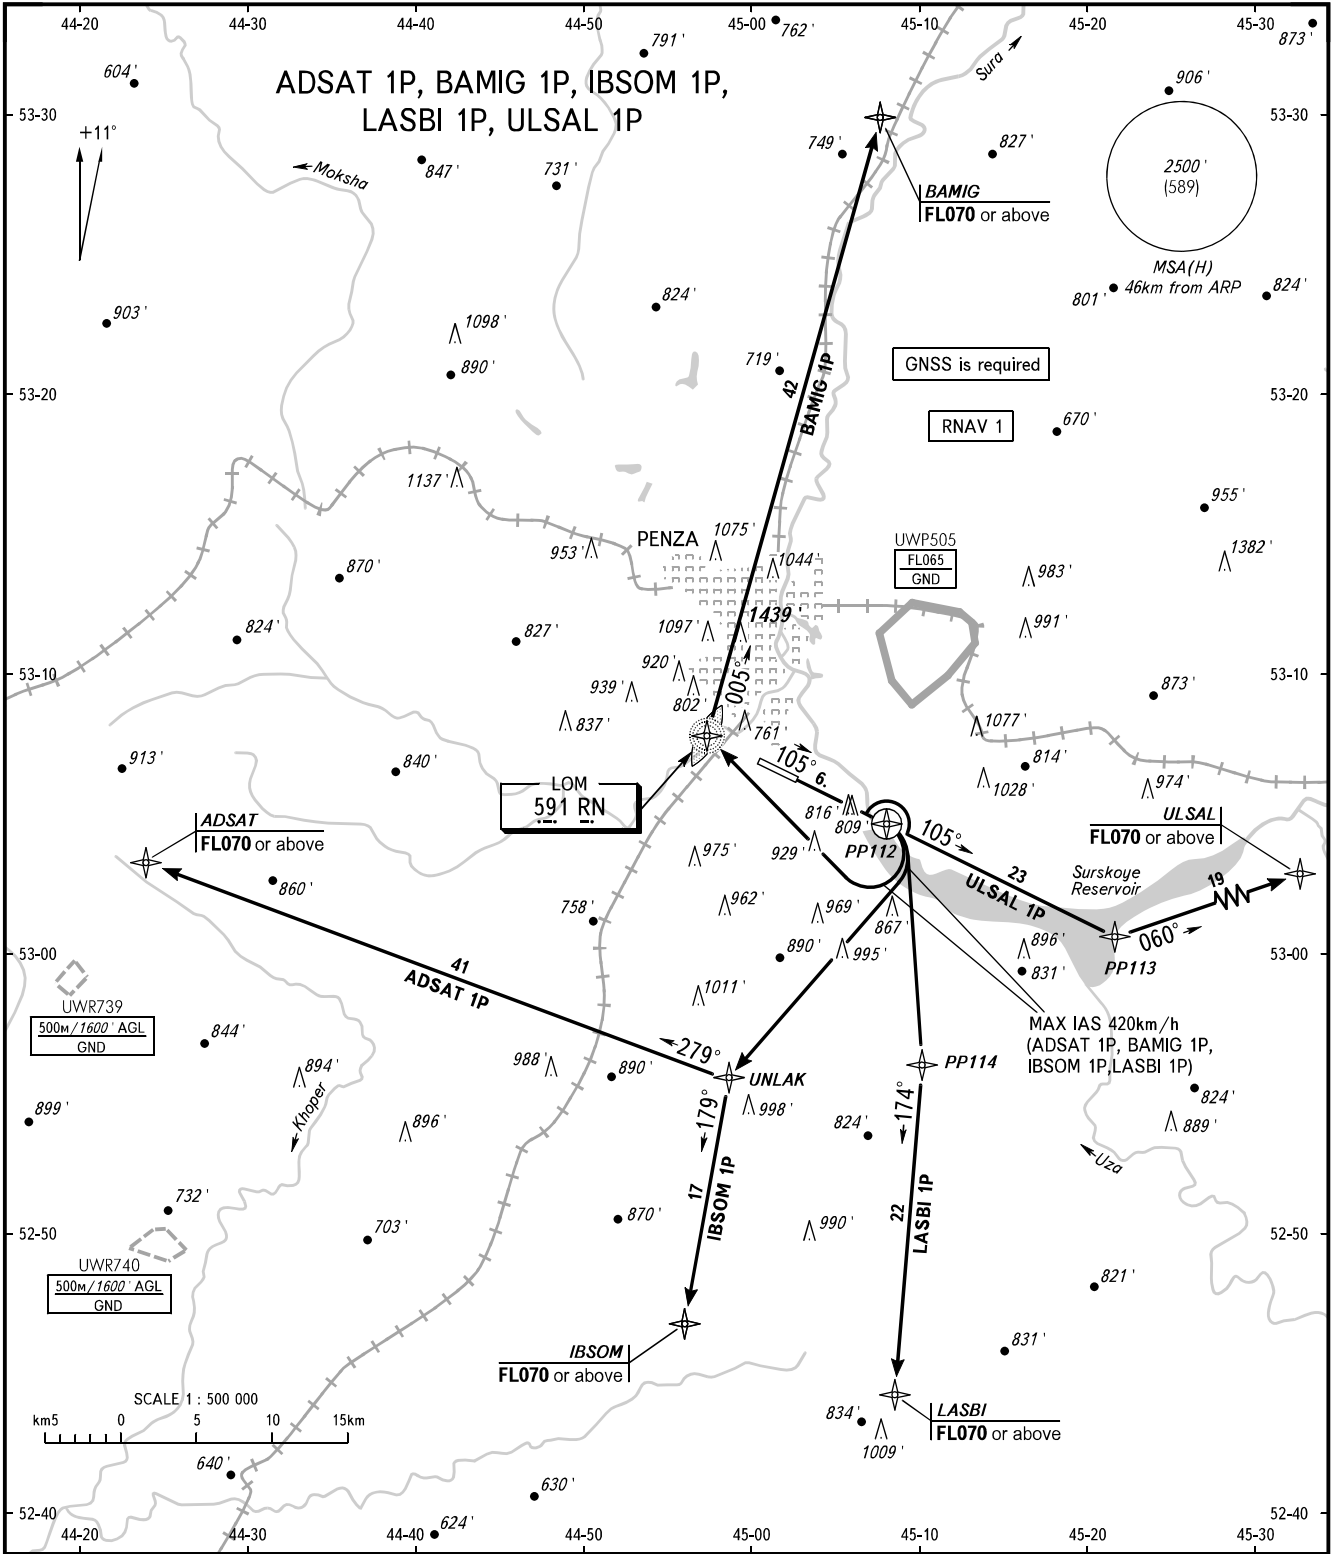 44-20 44-30 44-40 44-50 45-00 45-10 45-20 45-30
762'
873'
791'
Sura
604'
ADSAT 1P, BAMIG 1P, IBSOM 1P,
LASBI 1P, ULSAL 1P
906'
53-30 53-30
+11°
749'
827'
Moksha
847'
731'
2500'
(589)
BAMIG
FL070 or above
MSA(H)
46km from ARP
801'
824'
824'
903'
1098'
719'
890'
GNSS is required
42
BAMIG 1P
53-20 53-20
670'
RNAV 1
1137'
955'
PENZA
1075'
UWP505
FL065
GND
953'
1044'
1382'
870'
983'
824'
827'
1097'
1439'
991'
920'
53-10 53-10
939'
802'
005°
873'
837'
761'
1077'
913'
840'
105°
6.
814'
1028'
974'
LOM
591 RN
816'
809'
ADSAT
FL070 or above
ULSAL
FL070 or above
105°
975'
929'
PP112
860'
23
ULSAL 1P
Surskoye
Reservoir
19
962'
969'
867'
758'
995'
896'
060°
890'
PP113
53-00 53-00
41
ADSAT 1P
831'
1011'
UWR739
500м/1600' AGL
GND
MAX IAS 420km/h
(ADSAT 1P, BAMIG 1P,
IBSOM 1P,LASBI 1P)
844'
279°
894'
988'
890'
UNLAK
PP114
899'
Khoper
896'
179°
998'
824'
174°
824'
889'
Uza
732'
17
IBSOM 1P
870'
22
LASBI 1P
703'
990'
52-50 52-50
UWR740
500м/1600' AGL
GND
821'
831'
IBSOM
FL070 or above
SCALE 1 : 500 000
km5 0 5 10 15km
834'
LASBI
FL070 or above
1009'
640'
630'
52-40 52-40
624'
44-20 44-30 44-40 44-50 45-00 45-10 45-20 45-30